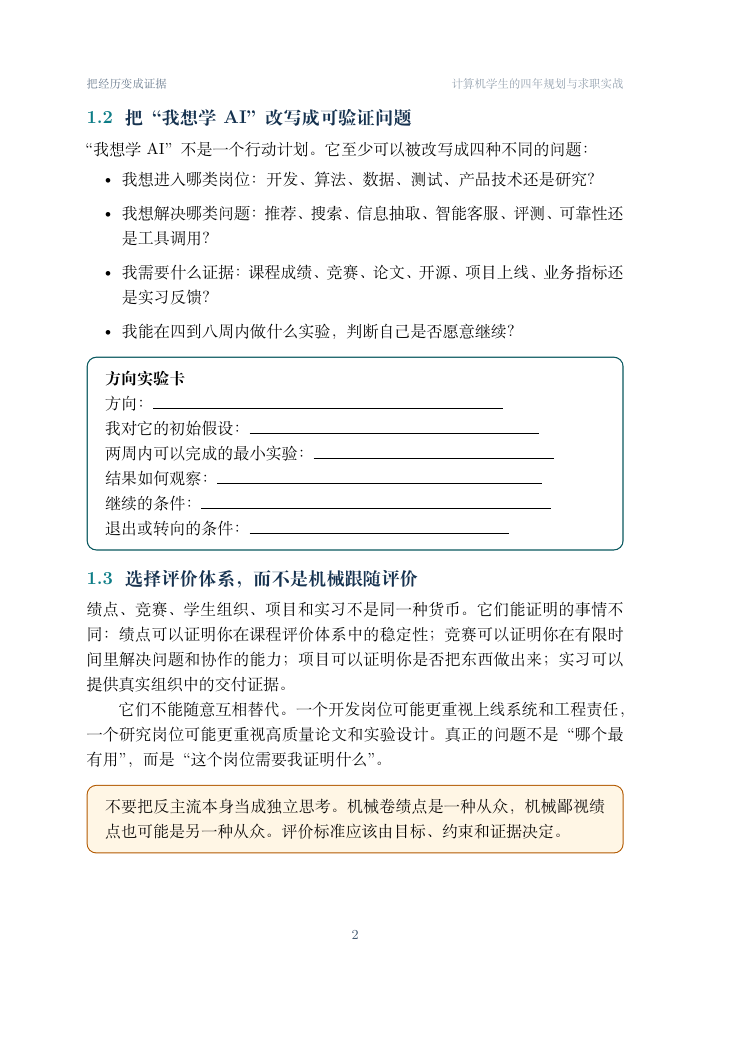 把经历变成证据
计算机学生的四年规划与求职实战
1.2 把“我想学 AI”改写成可验证问题
“我想学 AI”不是一个行动计划。它至少可以被改写成四种不同的问题：
• 我想进入哪类岗位：开发、算法、数据、测试、产品技术还是研究？
• 我想解决哪类问题：推荐、搜索、信息抽取、智能客服、评测、可靠性还
是工具调用？
• 我需要什么证据：课程成绩、竞赛、论文、开源、项目上线、业务指标还
是实习反馈？
• 我能在四到八周内做什么实验，判断自己是否愿意继续？
方向实验卡
方向：
我对它的初始假设：
两周内可以完成的最小实验：
结果如何观察：
继续的条件：
退出或转向的条件：
1.3 选择评价体系，而不是机械跟随评价
绩点、竞赛、学生组织、项目和实习不是同一种货币。它们能证明的事情不
同：绩点可以证明你在课程评价体系中的稳定性；竞赛可以证明你在有限时
间里解决问题和协作的能力；项目可以证明你是否把东西做出来；实习可以
提供真实组织中的交付证据。
它们不能随意互相替代。一个开发岗位可能更重视上线系统和工程责任，
一个研究岗位可能更重视高质量论文和实验设计。真正的问题不是“哪个最
有用”，而是“这个岗位需要我证明什么”。
不要把反主流本身当成独立思考。机械卷绩点是一种从众，机械鄙视绩
点也可能是另一种从众。评价标准应该由目标、约束和证据决定。
2